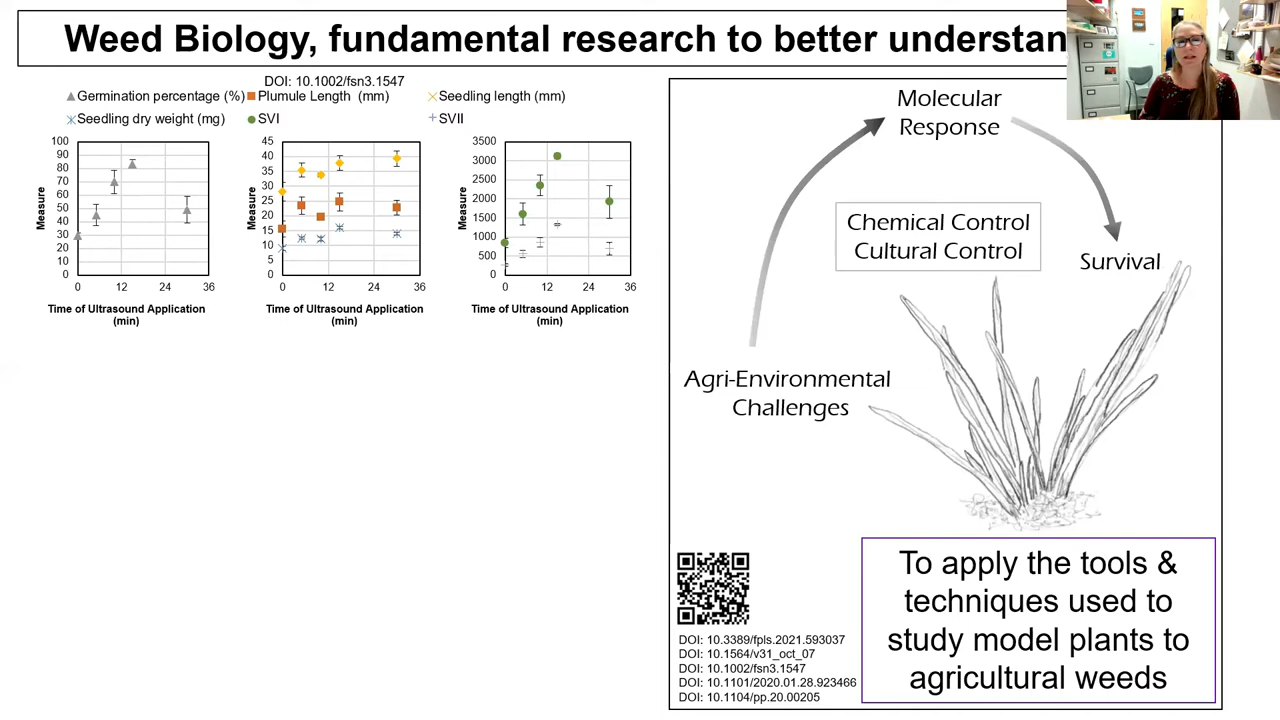 Weed Biology, fundamental research to better understan
DOI: 10.1002/fsn3.1547
Germination percentage (%) Plumule Length (mm) Seedling length (mm)
Seedling dry weight (mg) SVI SVII
100
90
80
70
60
50
40
30
20
10
0
Measure
0 12 24 36
Time of Ultrasound Application
(min)
45
40
35
30
25
20
15
10
5
0
Measure
0 12 24 36
Time of Ultrasound Application
(min)
3500
3000
2500
2000
1500
1000
500
0
Measure
0 12 24 36
Time of Ultrasound Application
(min)
Molecular
Response
Chemical Control
Cultural Control
Survival
Agri-Environmental
Challenges
DOI: 10.3389/fpls.2021.593037
DOI: 10.1564/v31_oct_07
DOI: 10.1002/fsn3.1547
DOI: 10.1101/2020.01.28.923466
DOI: 10.1104/pp.20.00205
To apply the tools &
techniques used to
study model plants to
agricultural weeds